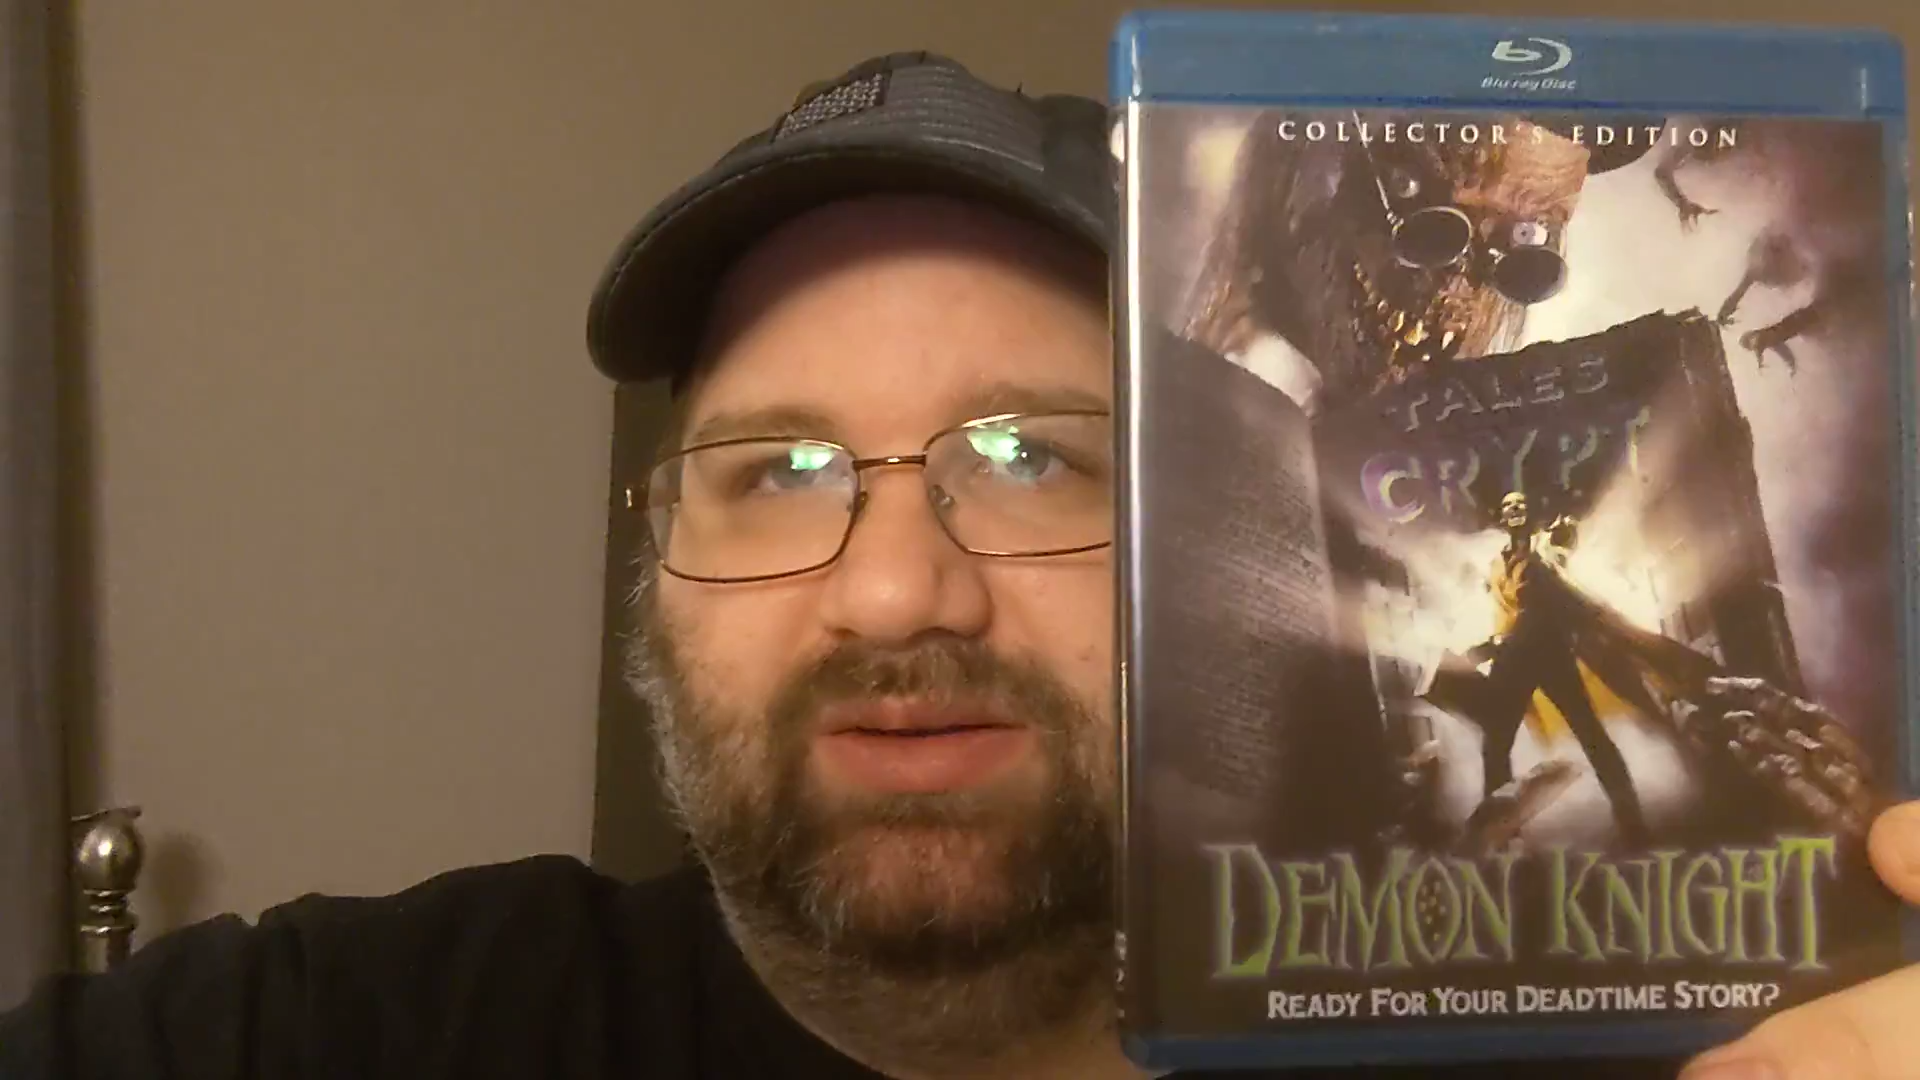 Blu-ray Disc
COLLECTOR'S EDITION
TALES
CRYPT
DEMON KNIGHT
READY FOR YOUR DEADTIME STORY?